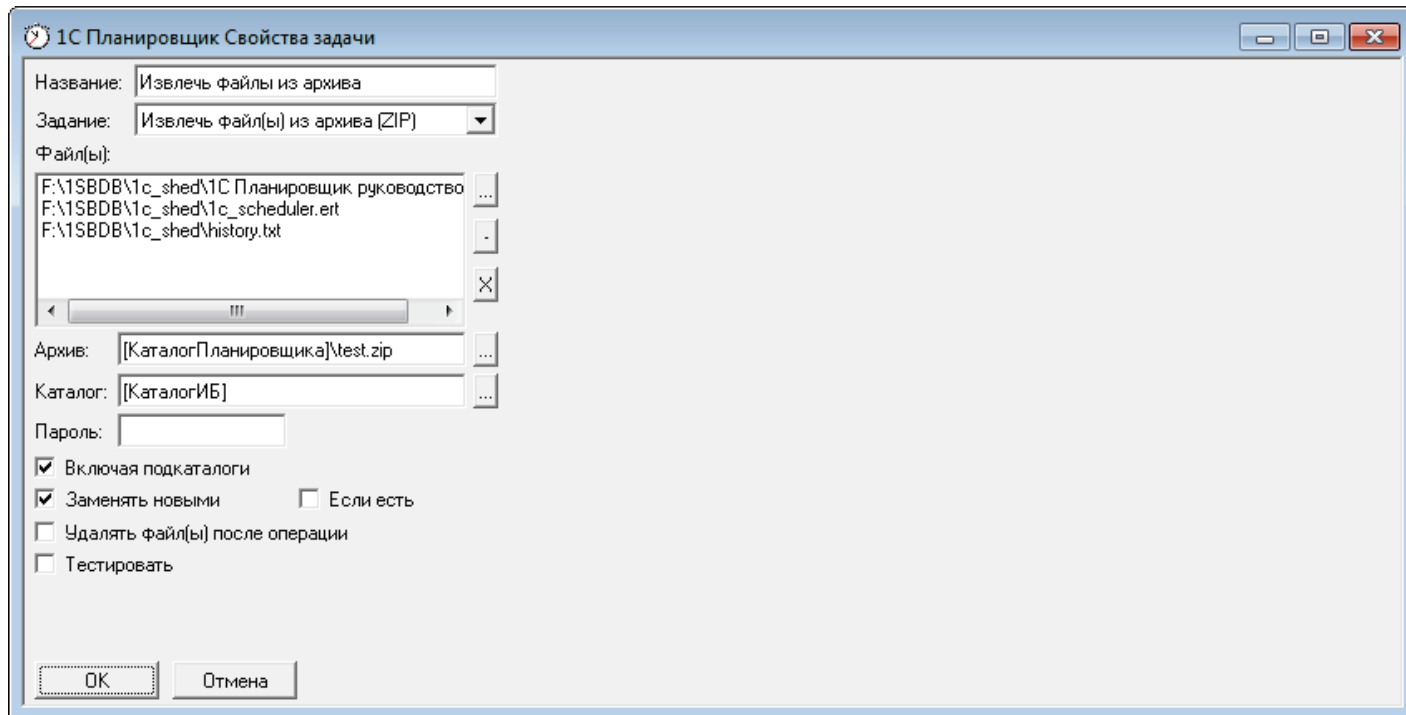 1С Планировщик Свойства задачи
Название: Извлечь файлы из архива
Задание: Извлечь файл(ы) из архива (ZIP)
Файл(ы):
F:\1SBDB\1c_shed\1С Планировщик руководство ...
F:\1SBDB\1c_shed\1c_scheduler.ert
F:\1SBDB\1c_shed\history.txt
-
X
Архив: [КаталогПланировщика]\test.zip ...
Каталог: [КаталогИБ] ...
Пароль:
Включая подкаталоги
Заменять новыми Если есть
Удалять файл(ы) после операции
Тестировать
OK Отмена